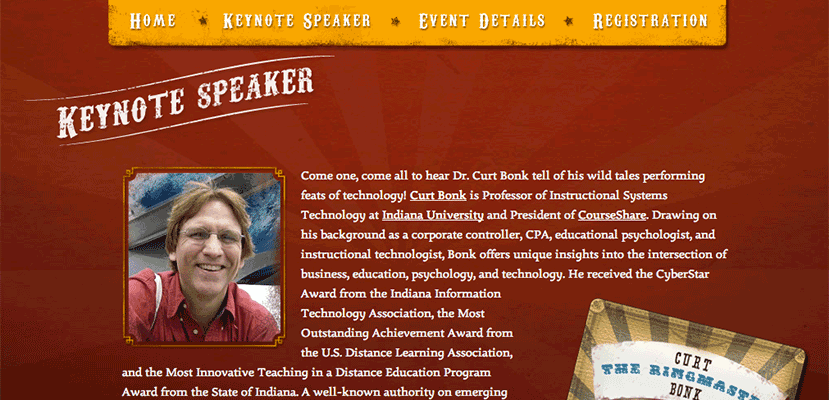 Home Keynote Speaker Event Details Registration
Keynote speaker
Come one, come all to hear Dr. Curt Bonk tell of his wild tales performing
feats of technology! Curt Bonk is Professor of Instructional Systems
Technology at Indiana University and President of CourseShare. Drawing on
his background as a corporate controller, CPA, educational psychologist, and
instructional technologist, Bonk offers unique insights into the intersection of
business, education, psychology, and technology. He received the CyberStar
Award from the Indiana Information
Technology Association, the Most
Outstanding Achievement Award from
the U.S. Distance Learning Association,
and the Most Innovative Teaching in a Distance Education Program
Award from the State of Indiana. A well-known authority on emerging
CURT
THE RINGMASTER
BONK